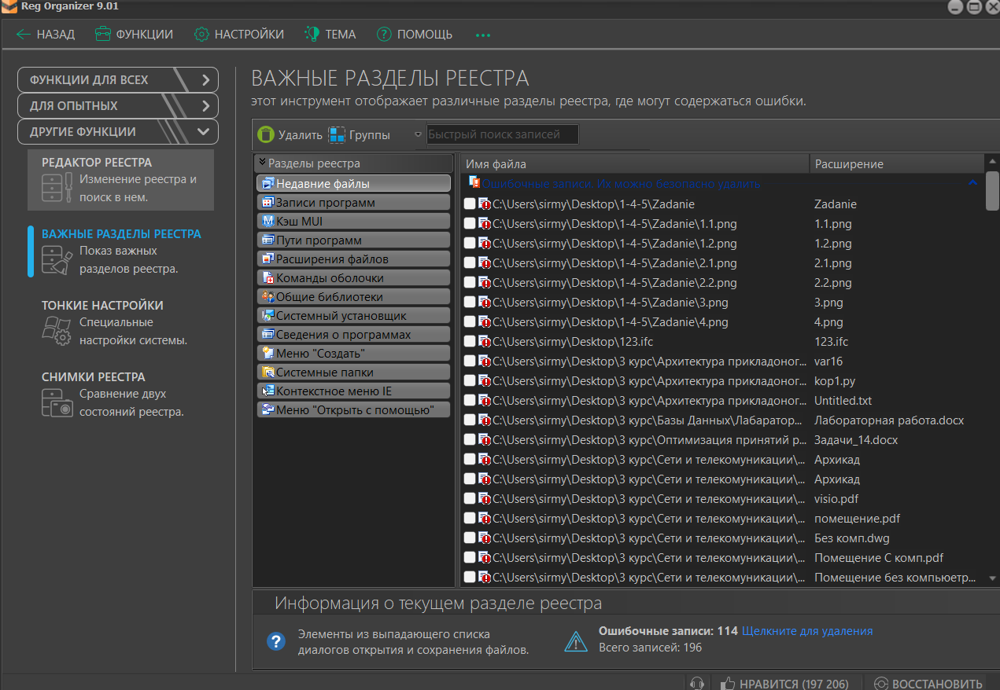 Reg Organizer 9.01
НАЗАД ФУНКЦИИ НАСТРОЙКИ ТЕМА ПОМОЩЬ
ФУНКЦИИ ДЛЯ ВСЕХ
ДЛЯ ОПЫТНЫХ
ДРУГИЕ ФУНКЦИИ
РЕДАКТОР РЕЕСТРА
Изменение реестра и
поиск в нем.
ВАЖНЫЕ РАЗДЕЛЫ РЕЕСТРА
Показ важных
разделов реестра.
ТОНКИЕ НАСТРОЙКИ
Специальные
настройки системы.
СНИМКИ РЕЕСТРА
Сравнение двух
состояний реестра.
ВАЖНЫЕ РАЗДЕЛЫ РЕЕСТРА
этот инструмент отображает различные разделы реестра, где могут содержаться ошибки.
Удалить Группы Быстрый поиск записей
Разделы реестра
Недавние файлы
Записи программ
Кэш MUI
Пути программ
Расширения файлов
Команды оболочки
Общие библиотеки
Системный установщик
Сведения о программах
Меню "Создать"
Системные папки
Контекстное меню IE
Меню "Открыть с помощью"
Имя файла Расширение
Ошибочные записи. Их можно безопасно удалить
C:\Users\sirmy\Desktop\1-4-5\Zadanie Zadanie
C:\Users\sirmy\Desktop\1-4-5\Zadanie\1.1.png 1.1.png
C:\Users\sirmy\Desktop\1-4-5\Zadanie\1.2.png 1.2.png
C:\Users\sirmy\Desktop\1-4-5\Zadanie\2.1.png 2.1.png
C:\Users\sirmy\Desktop\1-4-5\Zadanie\2.2.png 2.2.png
C:\Users\sirmy\Desktop\1-4-5\Zadanie\3.png 3.png
C:\Users\sirmy\Desktop\1-4-5\Zadanie\4.png 4.png
C:\Users\sirmy\Desktop\123.ifc 123.ifc
C:\Users\sirmy\Desktop\3 курс\Архитектура прикладоног... var16
C:\Users\sirmy\Desktop\3 курс\Архитектура прикладоног... kop1.py
C:\Users\sirmy\Desktop\3 курс\Архитектура прикладоног... Untitled.txt
C:\Users\sirmy\Desktop\3 курс\Базы Данных\Лабаратор... Лабораторная работа.docx
C:\Users\sirmy\Desktop\3 курс\Оптимизация принятий р... Задачи_14.docx
C:\Users\sirmy\Desktop\3 курс\Сети и телекомуникации\... Архикад
C:\Users\sirmy\Desktop\3 курс\Сети и телекомуникации\... Архикад
C:\Users\sirmy\Desktop\3 курс\Сети и телекомуникации\... visio.pdf
C:\Users\sirmy\Desktop\3 курс\Сети и телекомуникации\... помещение.pdf
C:\Users\sirmy\Desktop\3 курс\Сети и телекомуникации\... Без комп.dwg
C:\Users\sirmy\Desktop\3 курс\Сети и телекомуникации\... Помещение С комп.pdf
C:\Users\sirmy\Desktop\3 курс\Сети и телекомуникации\... Помещение без компьюетр...
Информация о текущем разделе реестра
Элементы из выпадающего списка
диалогов открытия и сохранения файлов.
Ошибочные записи: 114 Щелкните для удаления
Всего записей: 196
НРАВИТСЯ (197 206) ВОССТАНОВИТЬ